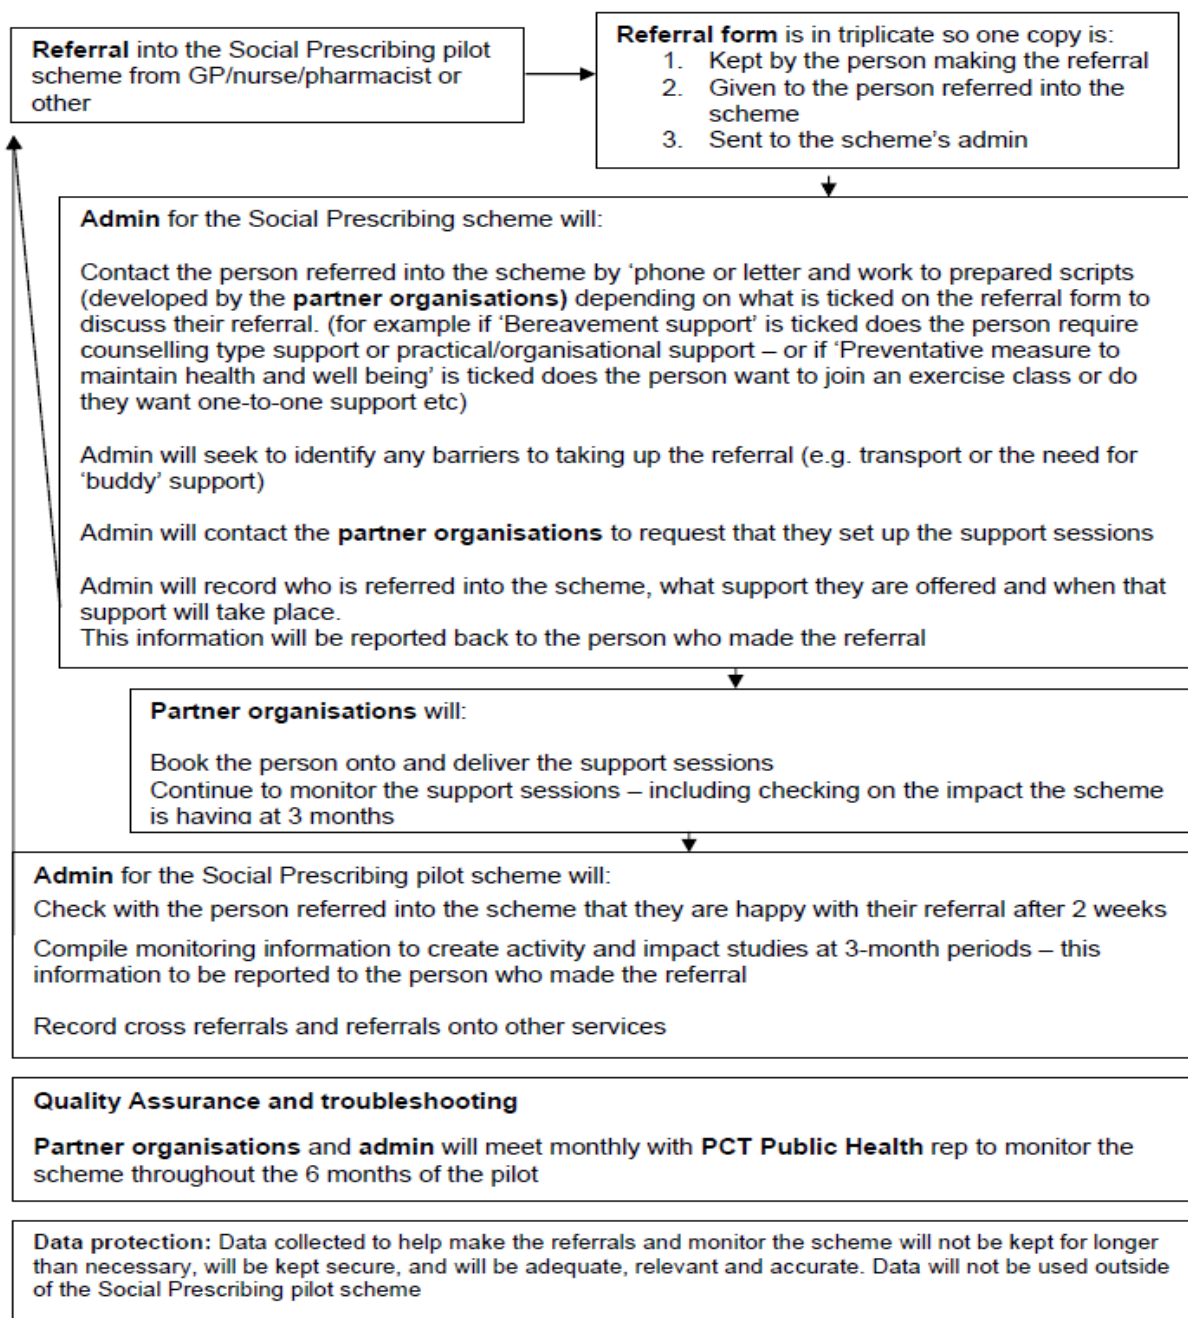 Referral into the Social Prescribing pilot
scheme from GP/nurse/pharmacist or
other
Referral form is in triplicate so one copy is:
1. Kept by the person making the referral
2. Given to the person referred into the
scheme
3. Sent to the scheme's admin
Admin for the Social Prescribing scheme will:
Contact the person referred into the scheme by 'phone or letter and work to prepared scripts
(developed by the partner organisations) depending on what is ticked on the referral form to
discuss their referral. (for example if 'Bereavement support' is ticked does the person require
counselling type support or practical/organisational support – or if 'Preventative measure to
maintain health and well being' is ticked does the person want to join an exercise class or do
they want one-to-one support etc)
Admin will seek to identify any barriers to taking up the referral (e.g. transport or the need for
'buddy' support)
Admin will contact the partner organisations to request that they set up the support sessions
Admin will record who is referred into the scheme, what support they are offered and when that
support will take place.
This information will be reported back to the person who made the referral
Partner organisations will:
Book the person onto and deliver the support sessions
Continue to monitor the support sessions – including checking on the impact the scheme
is having at 3 months
Admin for the Social Prescribing pilot scheme will:
Check with the person referred into the scheme that they are happy with their referral after 2 weeks
Compile monitoring information to create activity and impact studies at 3-month periods – this
information to be reported to the person who made the referral
Record cross referrals and referrals onto other services
Quality Assurance and troubleshooting
Partner organisations and admin will meet monthly with PCT Public Health rep to monitor the
scheme throughout the 6 months of the pilot
Data protection: Data collected to help make the referrals and monitor the scheme will not be kept for longer
than necessary, will be kept secure, and will be adequate, relevant and accurate. Data will not be used outside
of the Social Prescribing pilot scheme